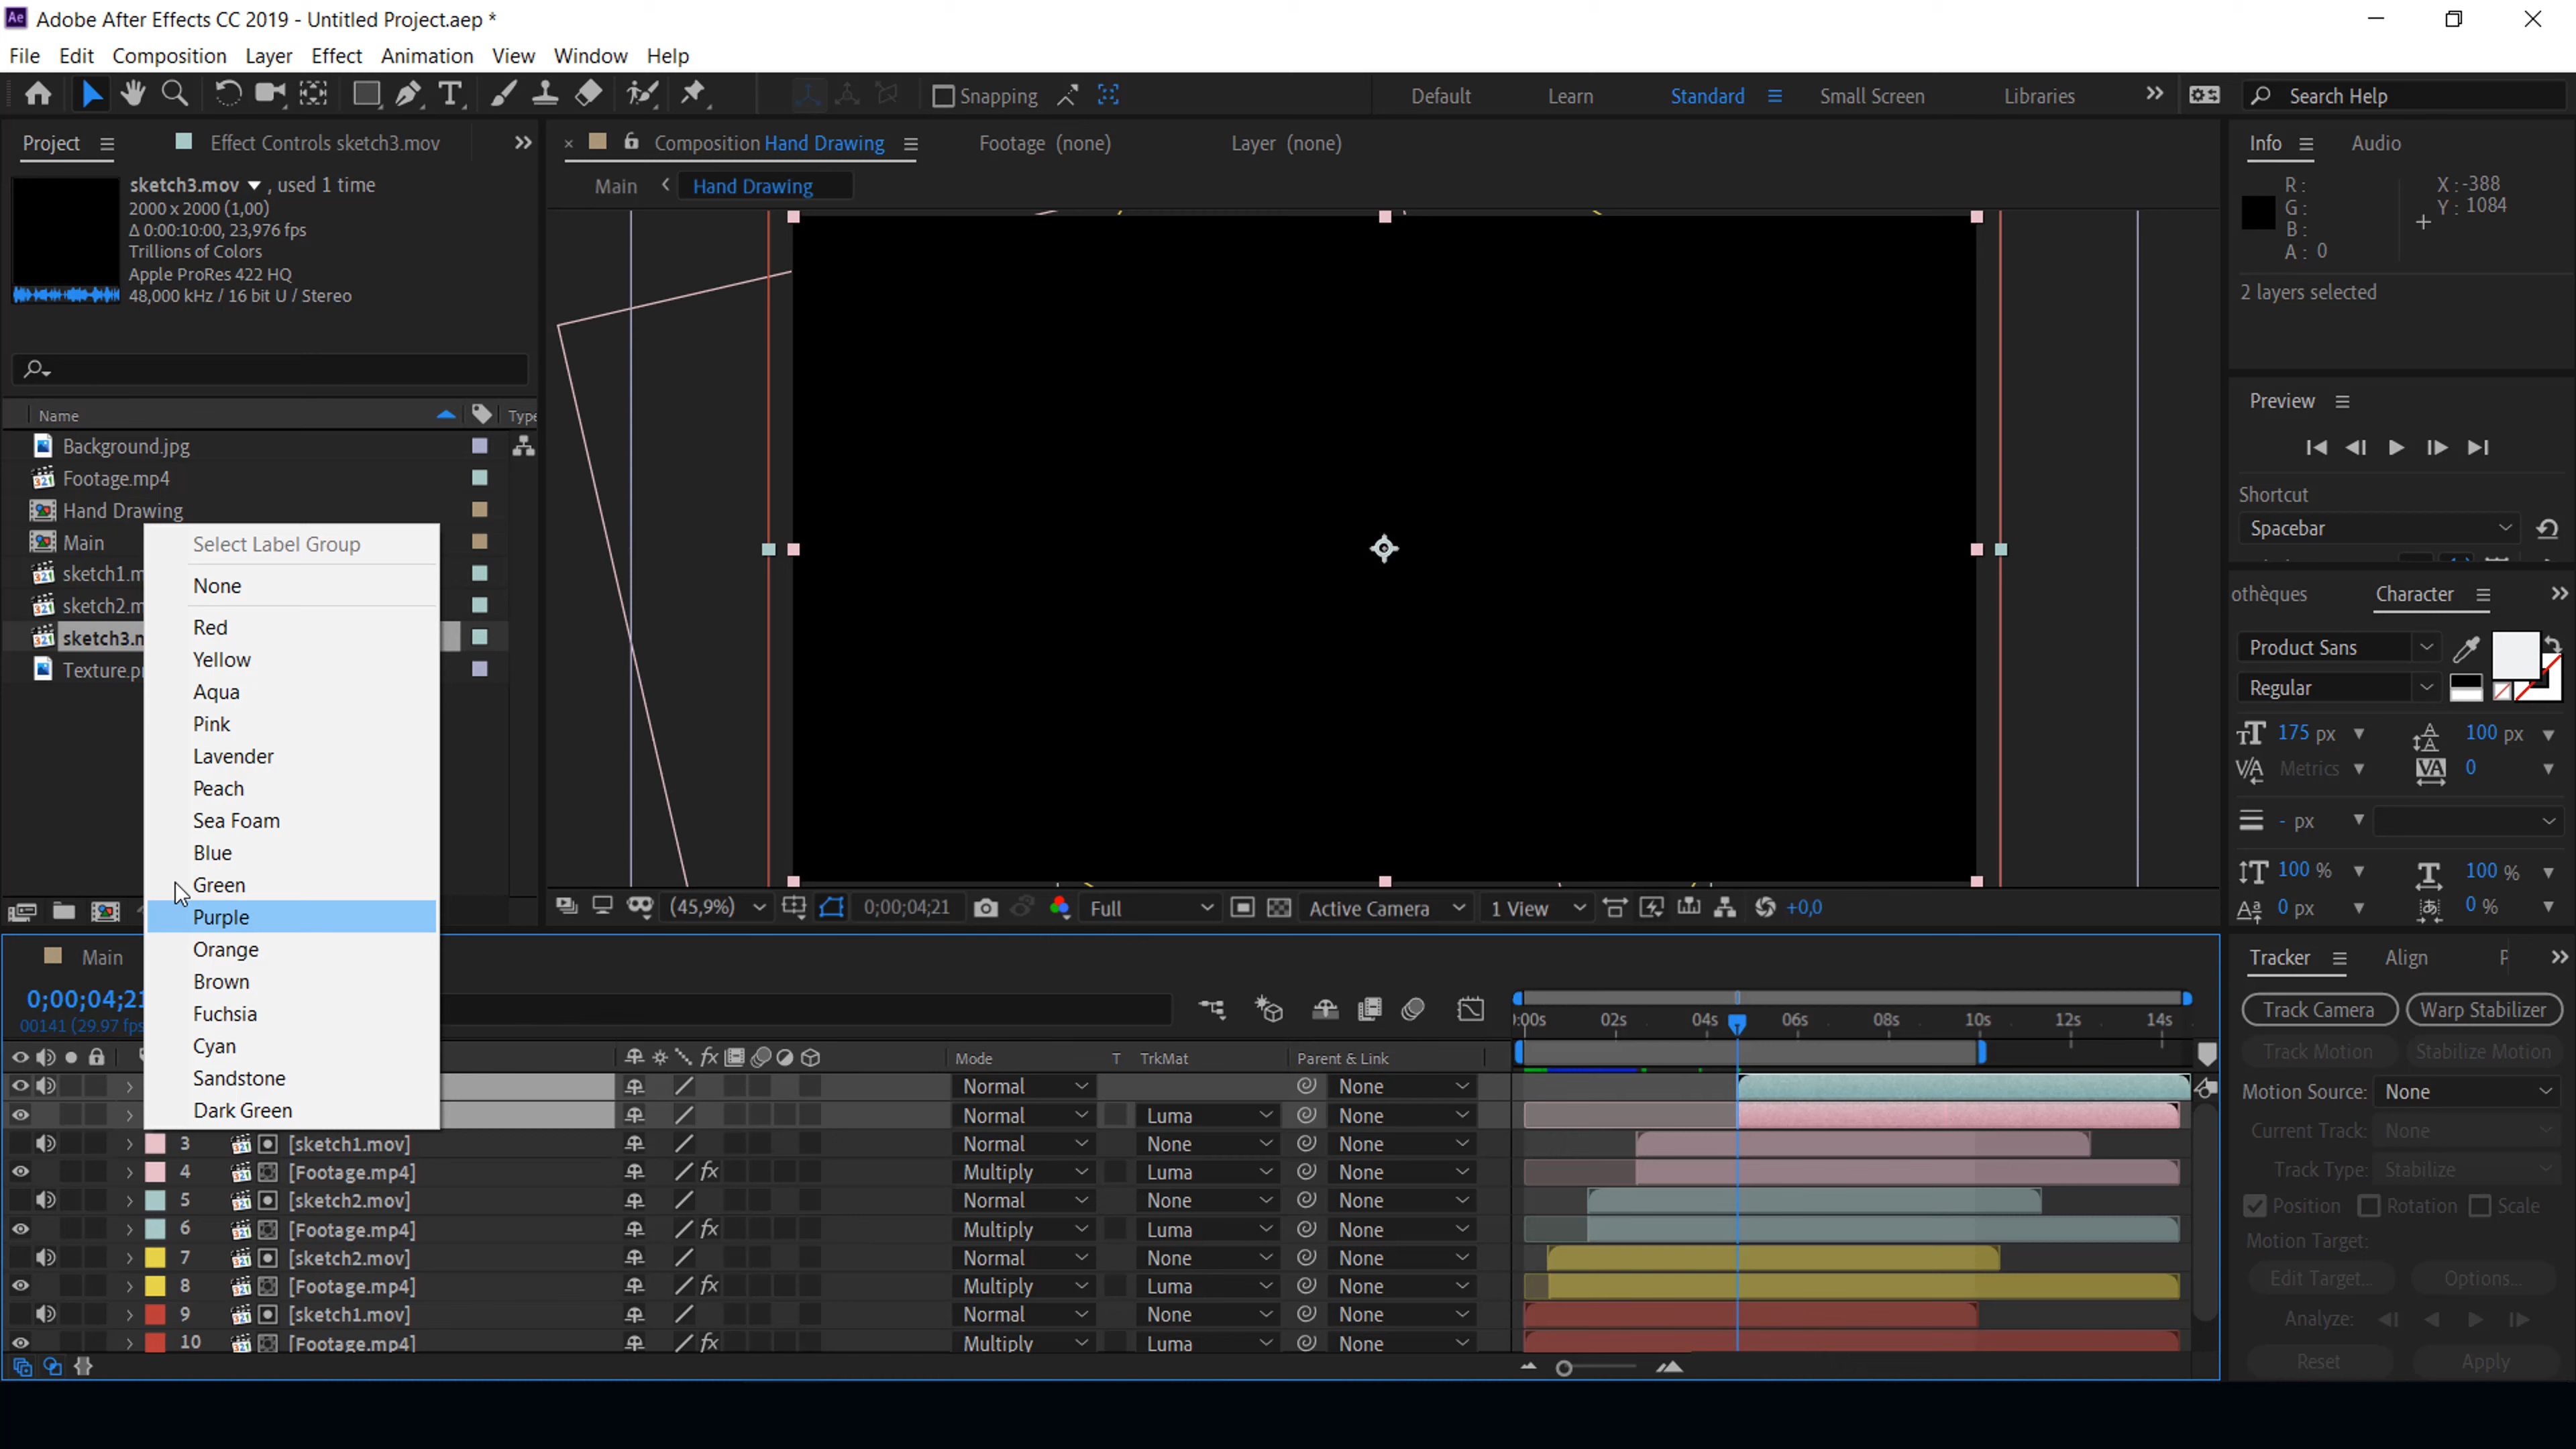 Adobe After Effects CC 2019 - Untitled Project.aep *
File Edit Composition Layer Effect Animation View Window Help
Snapping Default Learn Standard Small Screen Libraries Search Help
Project Effect Controls sketch3.mov
sketch3.mov , used 1 time
2000 x 2000 (1,00)
Δ 0:00:10:00, 23,976 fps
Trillions of Colors
Apple ProRes 422 HQ
48,000 kHz / 16 bit U / Stereo
Name Type
Background.jpg
Footage.mp4
Hand Drawing
Main
sketch1.m
sketch2.m
sketch3.m
Texture.p
Select Label Group
None
Red
Yellow
Aqua
Pink
Lavender
Peach
Sea Foam
Blue
Green
Purple
Orange
Brown
Fuchsia
Cyan
Sandstone
Dark Green
Composition Hand Drawing Footage (none) Layer (none)
Main Hand Drawing
(45,9%) 0;00;04;21 Full Active Camera 1 View +0,0
Info Audio
R :
G :
B :
A : 0
X : -388
Y : 1084
2 layers selected
Preview
Shortcut
Spacebar
othèques Character
Product Sans
Regular
175 px 100 px
Metrics 0
- px
100 % 100 %
0 px 0 %
Main
0;00;04;21
00141 (29.97 fps
Mode T TrkMat Parent & Link
:00s 02s 04s 06s 08s 10s 12s 14s
Normal None
Normal Luma None
3 [sketch1.mov] Normal None None
4 [Footage.mp4] fx Multiply Luma None
5 [sketch2.mov] Normal None None
6 [Footage.mp4] fx Multiply Luma None
7 [sketch2.mov] Normal None None
8 [Footage.mp4] fx Multiply Luma None
9 [sketch1.mov] Normal None None
10 [Footage.mp4] fx Multiply Luma None
Tracker Align P
Track Camera Warp Stabilizer
Track Motion Stabilize Motion
Motion Source: None
Current Track: None
Track Type: Stabilize
Position Rotation Scale
Motion Target:
Edit Target... Options...
Analyze:
Reset Apply